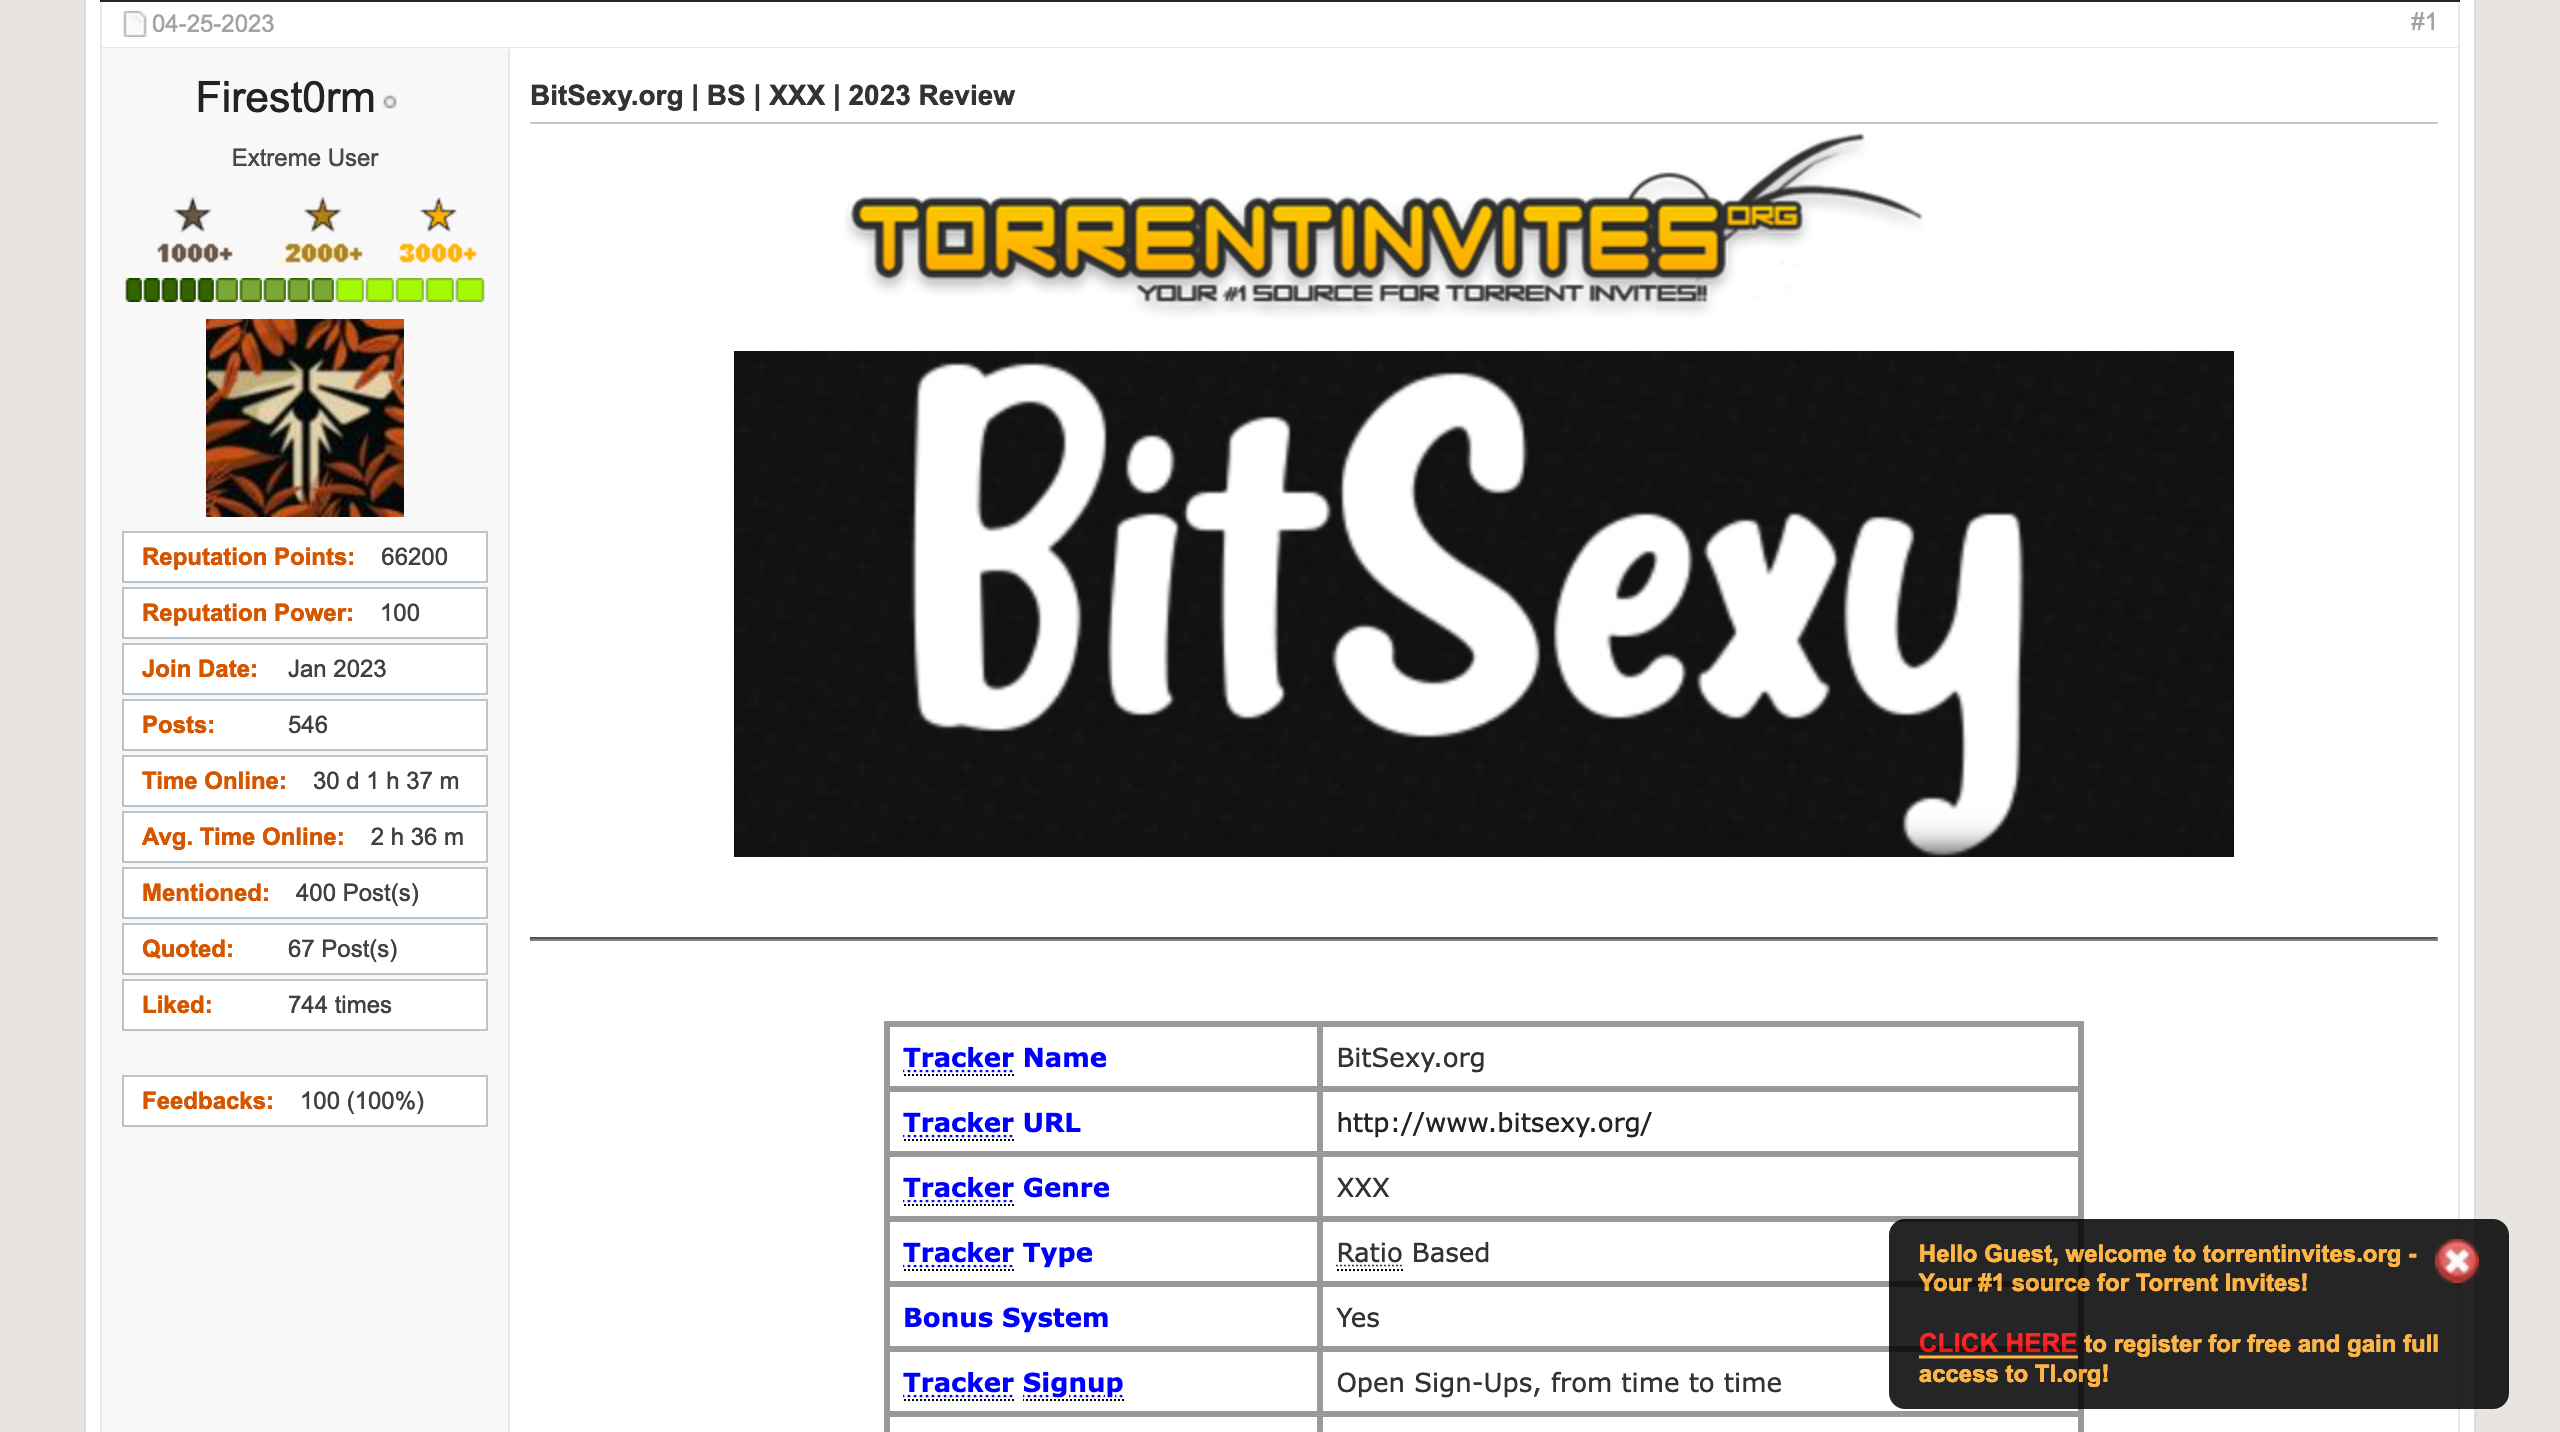 04-25-2023
#1
Firest0rm
Extreme User
1000+ 2000+ 3000+
Reputation Points: 66200
Reputation Power: 100
Join Date: Jan 2023
Posts: 546
Time Online: 30 d 1 h 37 m
Avg. Time Online: 2 h 36 m
Mentioned: 400 Post(s)
Quoted: 67 Post(s)
Liked: 744 times
Feedbacks: 100 (100%)
BitSexy.org | BS | XXX | 2023 Review
TORRENTINVITES ORG
YOUR #1 SOURCE FOR TORRENT INVITES!!
BitSexy
Tracker Name BitSexy.org
Tracker URL http://www.bitsexy.org/
Tracker Genre XXX
Tracker Type Ratio Based
Bonus System Yes
Tracker Signup Open Sign-Ups, from time to time
Hello Guest, welcome to torrentinvites.org -
Your #1 source for Torrent Invites!
CLICK HERE to register for free and gain full
access to TI.org!